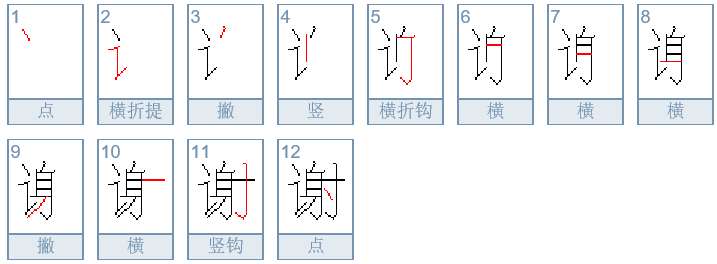 1 2 3 4 5 6 7 8
点 横折提 撇 竖 横折钩 横 横 横
9 10 11 12
撇 横 竖钩 点